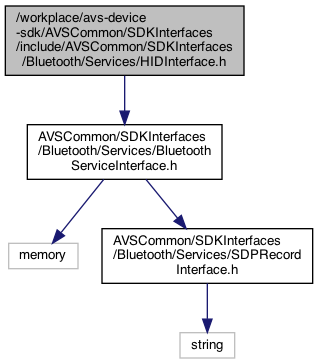 /workplace/avs-device
-sdk/AVSCommon/SDKInterfaces
/include/AVSCommon/SDKInterfaces
/Bluetooth/Services/HIDInterface.h
AVSCommon/SDKInterfaces
/Bluetooth/Services/Bluetooth
ServiceInterface.h
memory
AVSCommon/SDKInterfaces
/Bluetooth/Services/SDPRecord
Interface.h
string